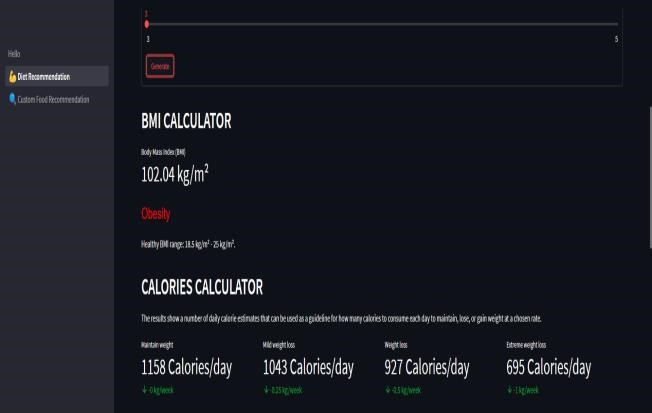 3
3 5
Generate
Hello
Diet Recommendation
Custom Food Recommendation
BMI CALCULATOR
Body Mass Index (BMI)
102.04 kg/m²
Obesity
Healthy BMI range: 18.5 kg/m² - 25 kg/m².
CALORIES CALCULATOR
The results show a number of daily calorie estimates that can be used as a guideline for how many calories to consume each day to maintain, lose, or gain weight at a chosen rate.
Maintain weight Mild weight loss Weight loss Extreme weight loss
1158 Calories/day 1043 Calories/day 927 Calories/day 695 Calories/day
↓ -0 kg/week ↓ -0.25 kg/week ↓ -0.5 kg/week ↓ -1 kg/week